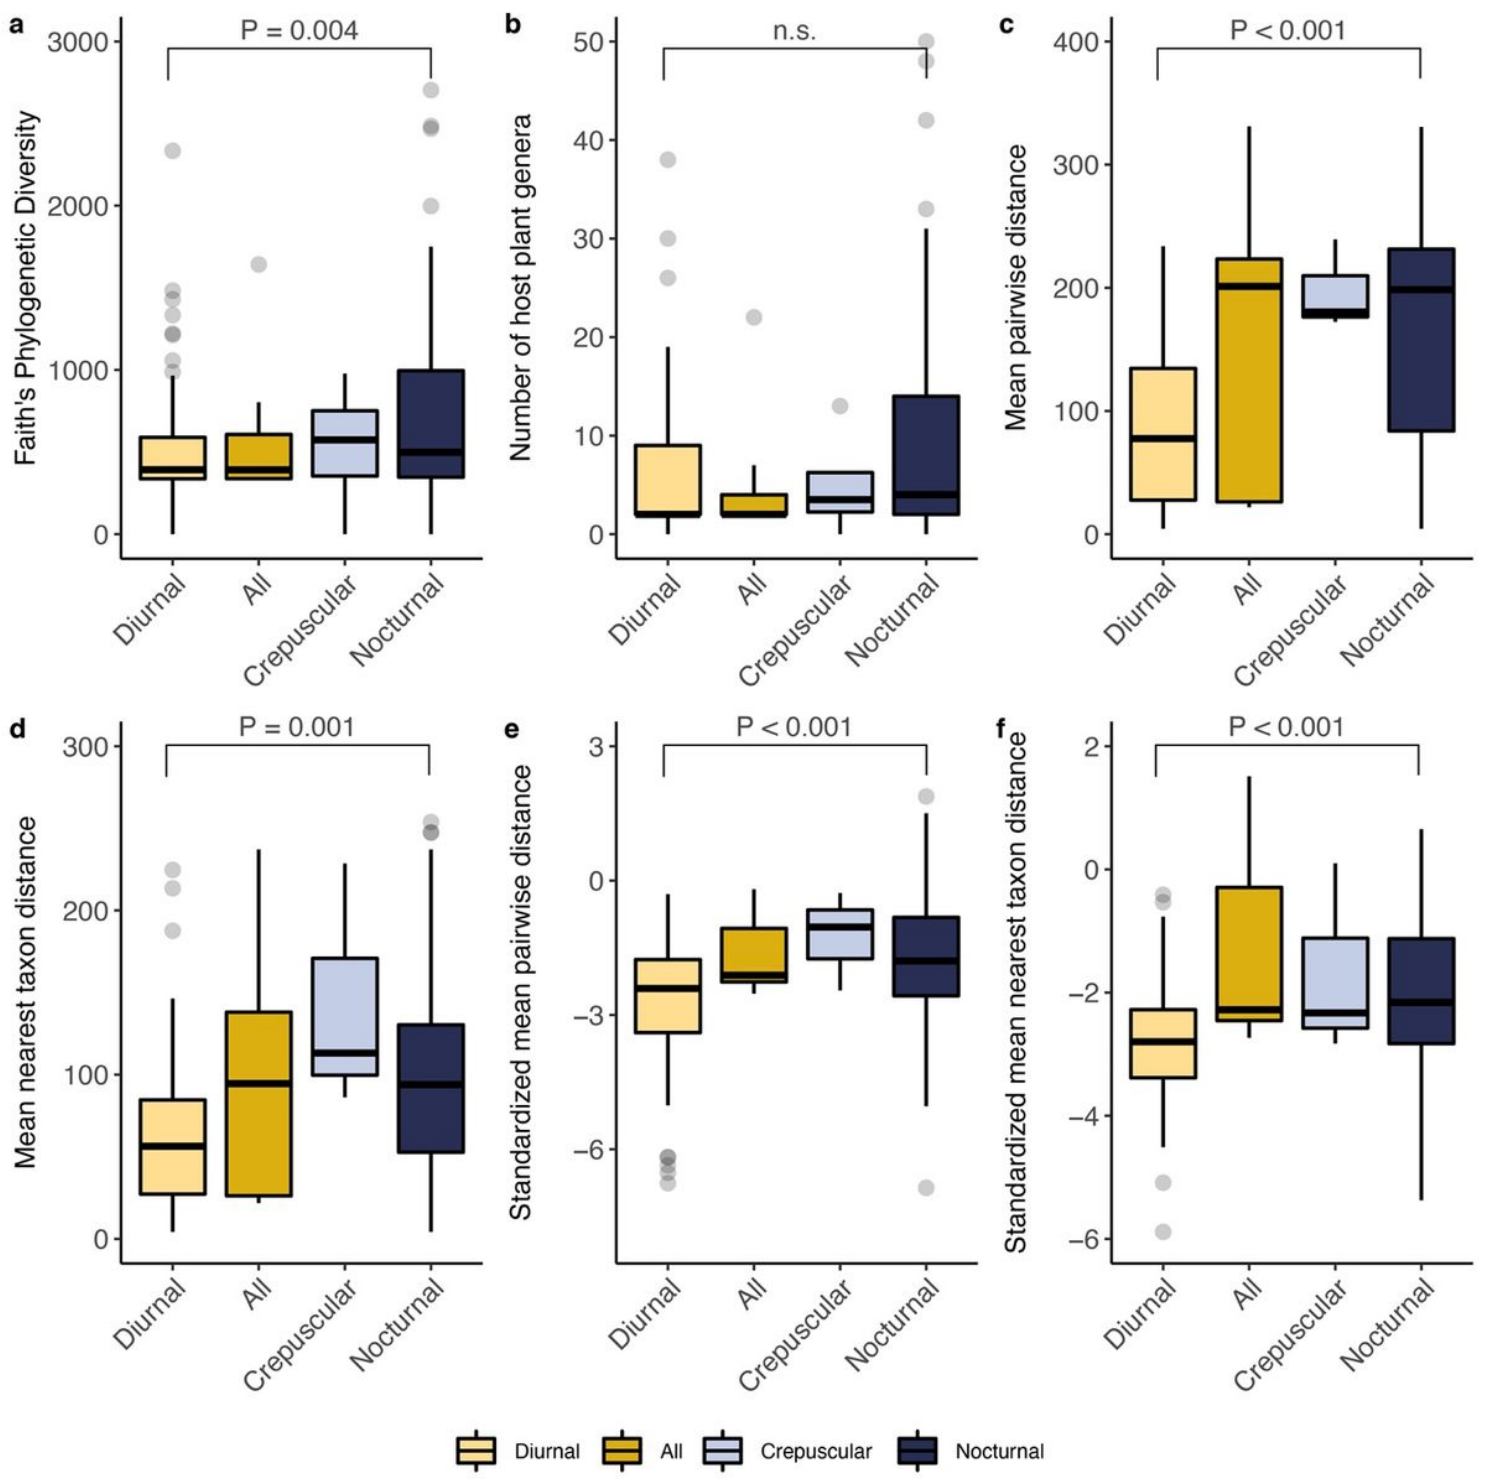 a
P = 0.004
3000
2000
1000
0
Faith's Phylogenetic Diversity
Diurnal
All
Crepuscular
Nocturnal
b
n.s.
50
40
30
20
10
0
Number of host plant genera
Diurnal
All
Crepuscular
Nocturnal
c
P < 0.001
400
300
200
100
0
Mean pairwise distance
Diurnal
All
Crepuscular
Nocturnal
d
P = 0.001
300
200
100
0
Mean nearest taxon distance
Diurnal
All
Crepuscular
Nocturnal
e
P < 0.001
3
0
−3
−6
Standardized mean pairwise distance
Diurnal
All
Crepuscular
Nocturnal
f
P < 0.001
2
0
−2
−4
−6
Standardized mean nearest taxon distance
Diurnal
All
Crepuscular
Nocturnal
Diurnal All Crepuscular Nocturnal